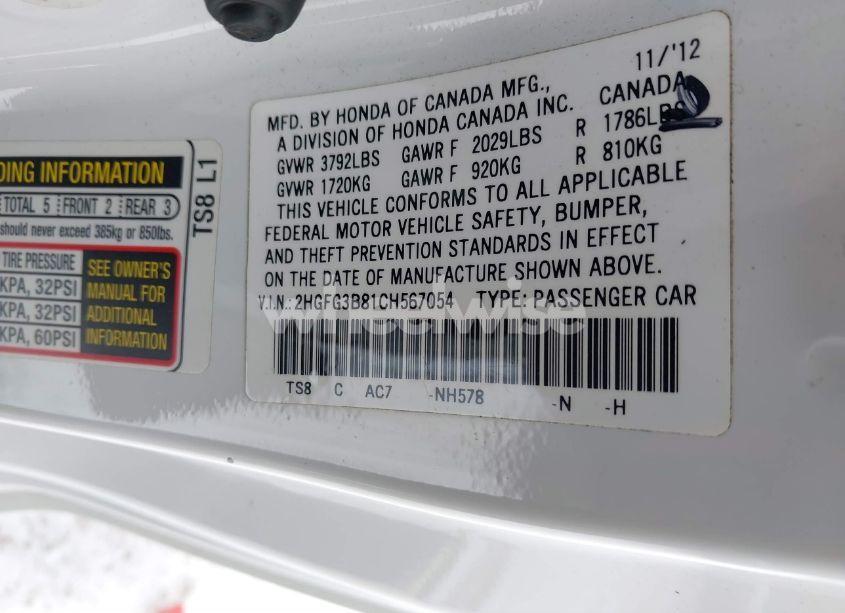 DING INFORMATION
TOTAL 5 FRONT 2 REAR 3
should never exceed 385kg or 850lbs.
TIRE PRESSURE
KPA, 32PSI
KPA, 32PSI
KPA, 60PSI
SEE OWNER'S
MANUAL FOR
ADDITIONAL
INFORMATION
TS8 L1
11/'12
MFD. BY HONDA OF CANADA MFG.,
A DIVISION OF HONDA CANADA INC. CANADA
GVWR 3792LBS GAWR F 2029LBS R 1786LBS
GVWR 1720KG GAWR F 920KG R 810KG
THIS VEHICLE CONFORMS TO ALL APPLICABLE
FEDERAL MOTOR VEHICLE SAFETY, BUMPER,
AND THEFT PREVENTION STANDARDS IN EFFECT
ON THE DATE OF MANUFACTURE SHOWN ABOVE.
V.I.N.: 2HGFG3B81CH567054 TYPE: PASSENGER CAR
wheelwise
TS8 C AC7 -NH578 -N -H